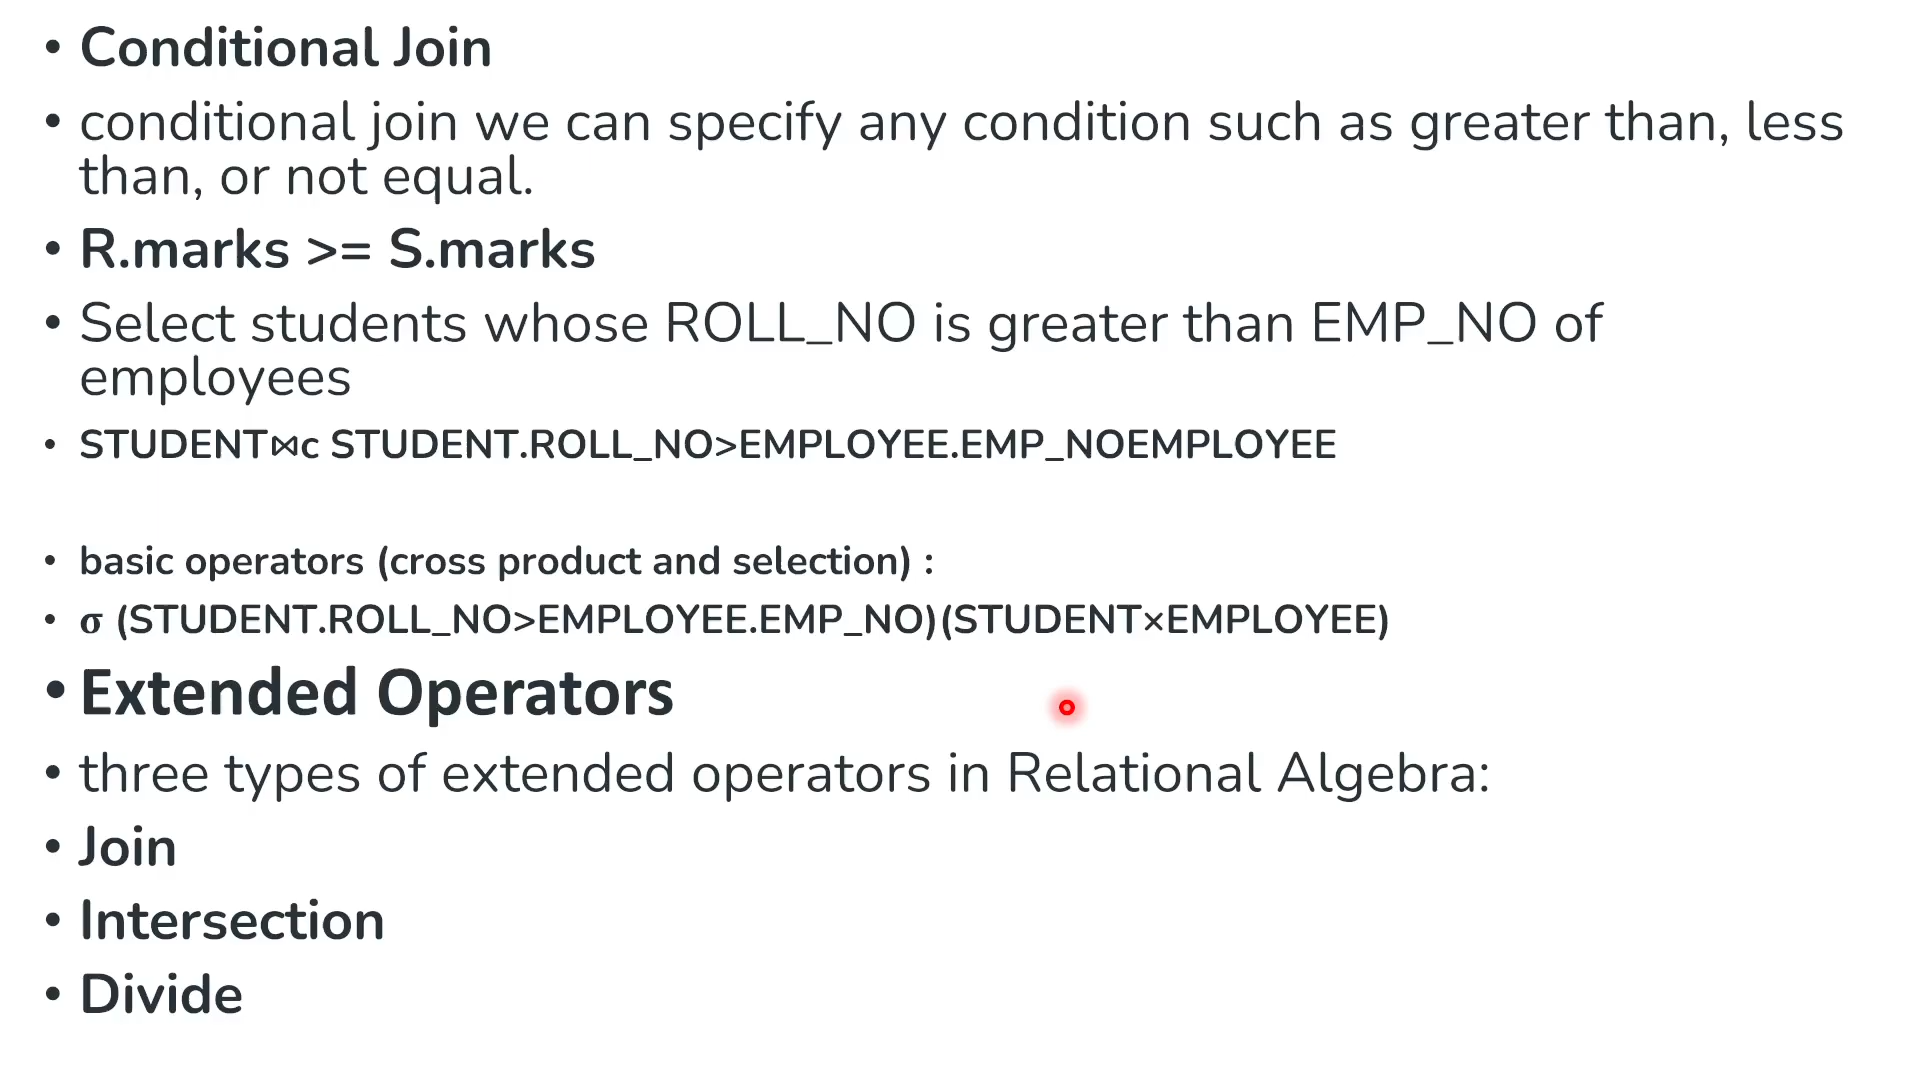 • Conditional Join
• conditional join we can specify any condition such as greater than, less
than, or not equal.
• R.marks >= S.marks
• Select students whose ROLL_NO is greater than EMP_NO of
employees
• STUDENT⋈c STUDENT.ROLL_NO>EMPLOYEE.EMP_NOEMPLOYEE
• basic operators (cross product and selection) :
• σ (STUDENT.ROLL_NO>EMPLOYEE.EMP_NO)(STUDENT×EMPLOYEE)
• Extended Operators
• three types of extended operators in Relational Algebra:
• Join
• Intersection
• Divide